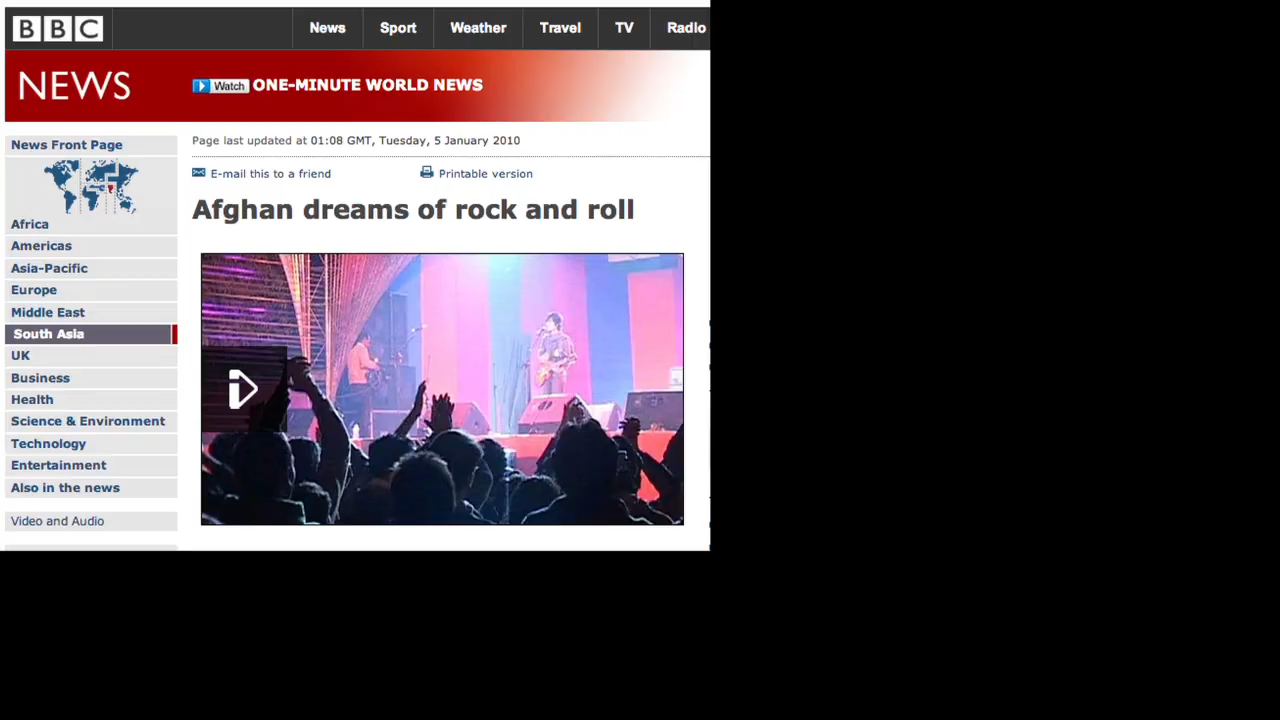 BBC
News
Sport
Weather
Travel
TV
Radio
NEWS
Watch ONE-MINUTE WORLD NEWS
News Front Page
Africa
Americas
Asia-Pacific
Europe
Middle East
South Asia
UK
Business
Health
Science & Environment
Technology
Entertainment
Also in the news
Video and Audio
Page last updated at 01:08 GMT, Tuesday, 5 January 2010
E-mail this to a friend
Printable version
Afghan dreams of rock and roll